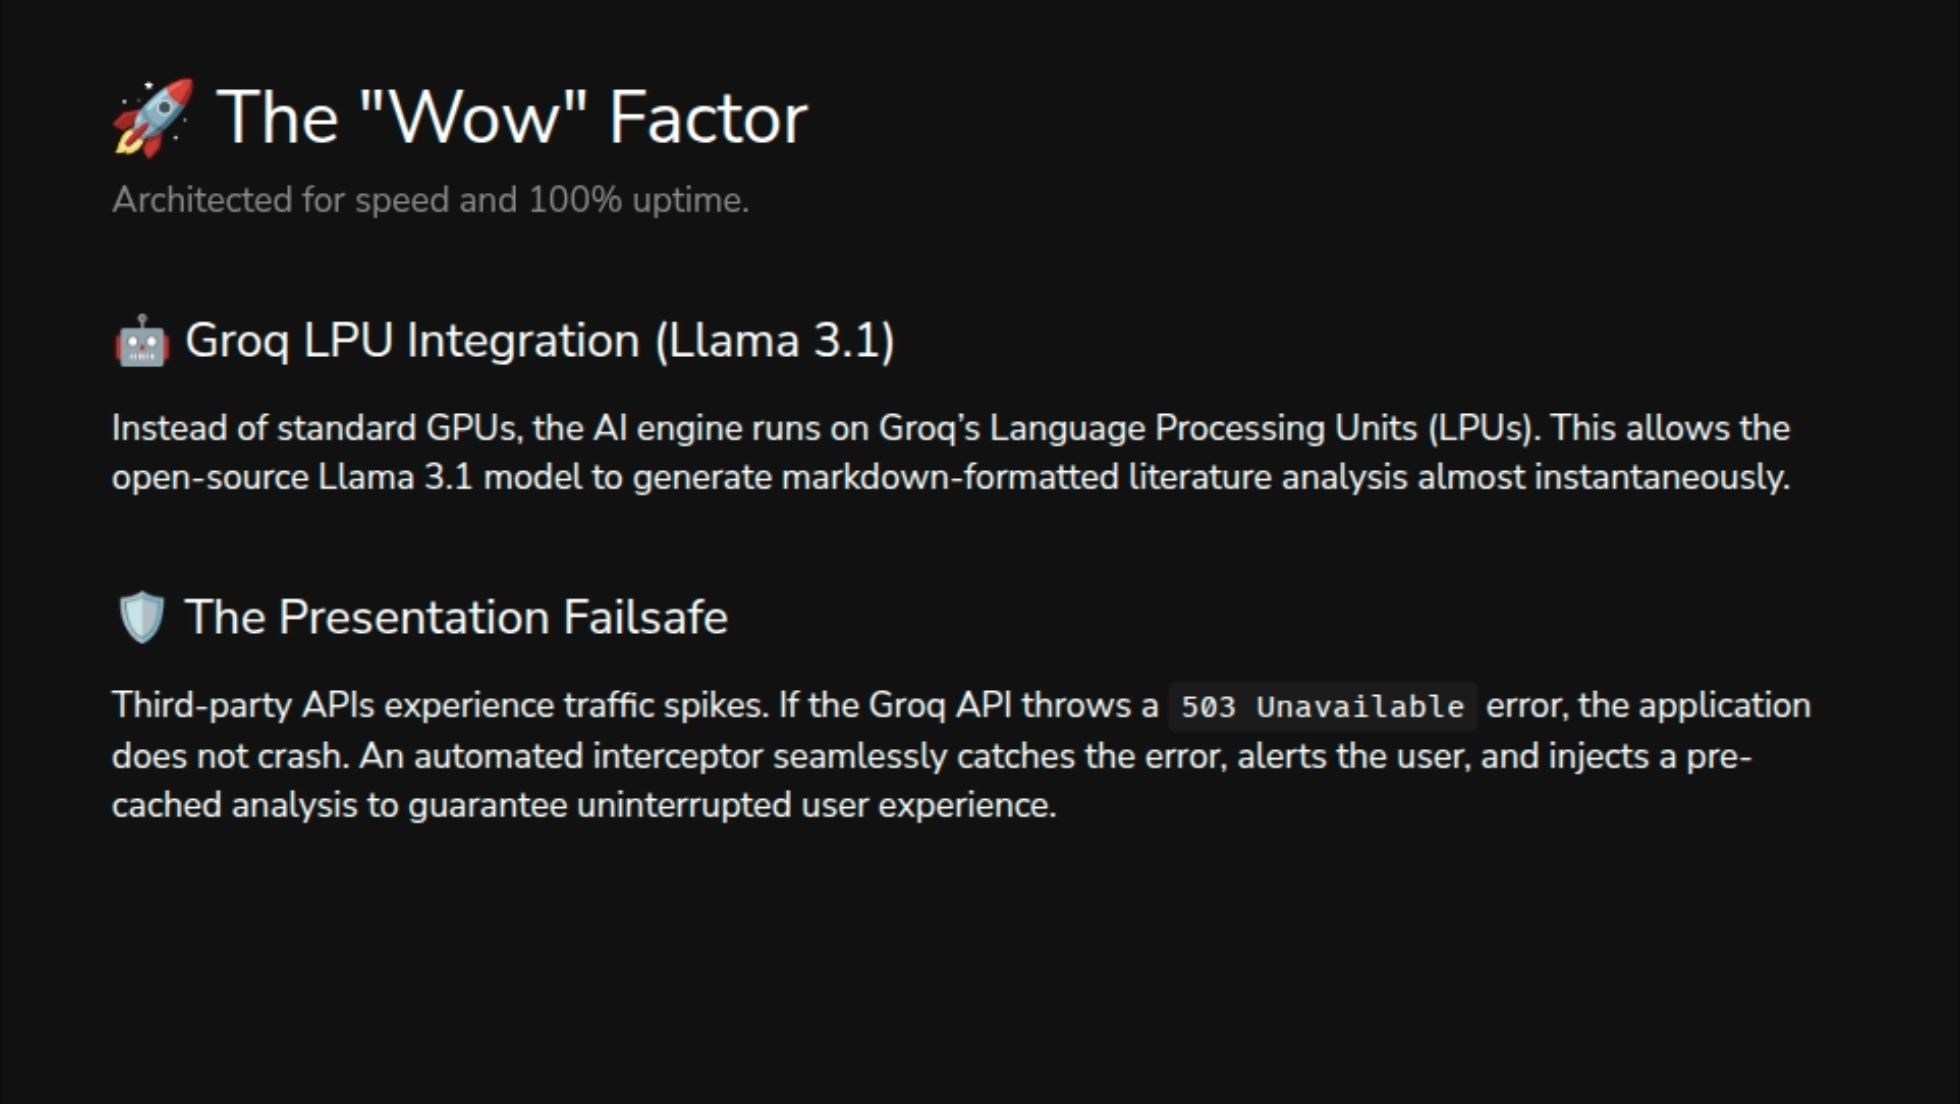 🚀 The "Wow" Factor
Architected for speed and 100% uptime.
🤖 Groq LPU Integration (Llama 3.1)
Instead of standard GPUs, the AI engine runs on Groq’s Language Processing Units (LPUs). This allows the
open-source Llama 3.1 model to generate markdown-formatted literature analysis almost instantaneously.
🛡️ The Presentation Failsafe
Third-party APIs experience traffic spikes. If the Groq API throws a 503 Unavailable error, the application
does not crash. An automated interceptor seamlessly catches the error, alerts the user, and injects a pre-
cached analysis to guarantee uninterrupted user experience.